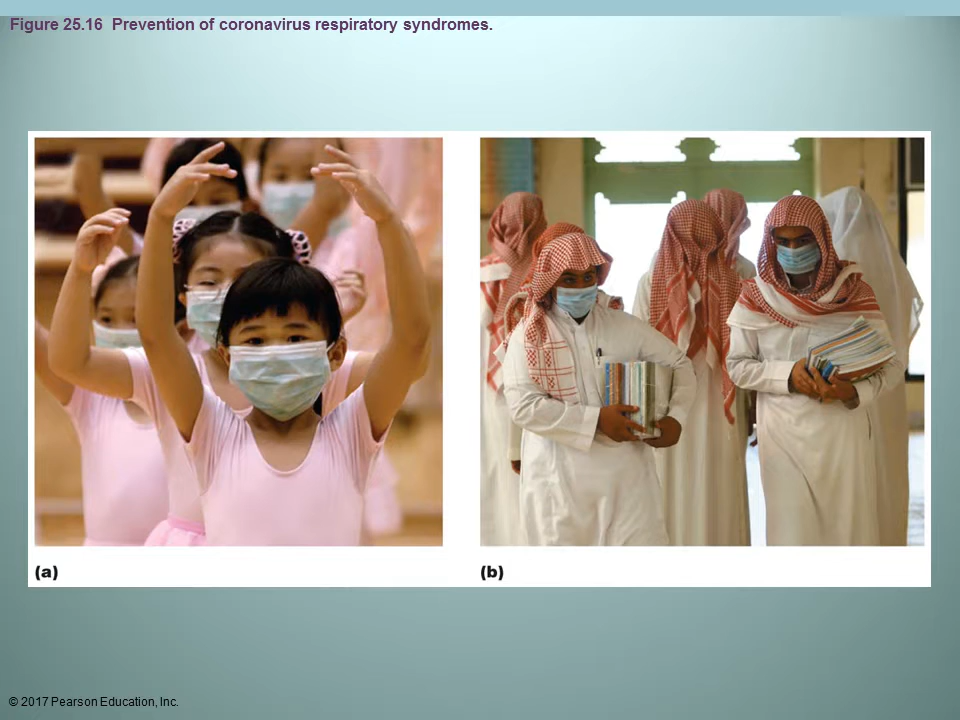 Figure 25.16 Prevention of coronavirus respiratory syndromes.
(a)
(b)
© 2017 Pearson Education, Inc.